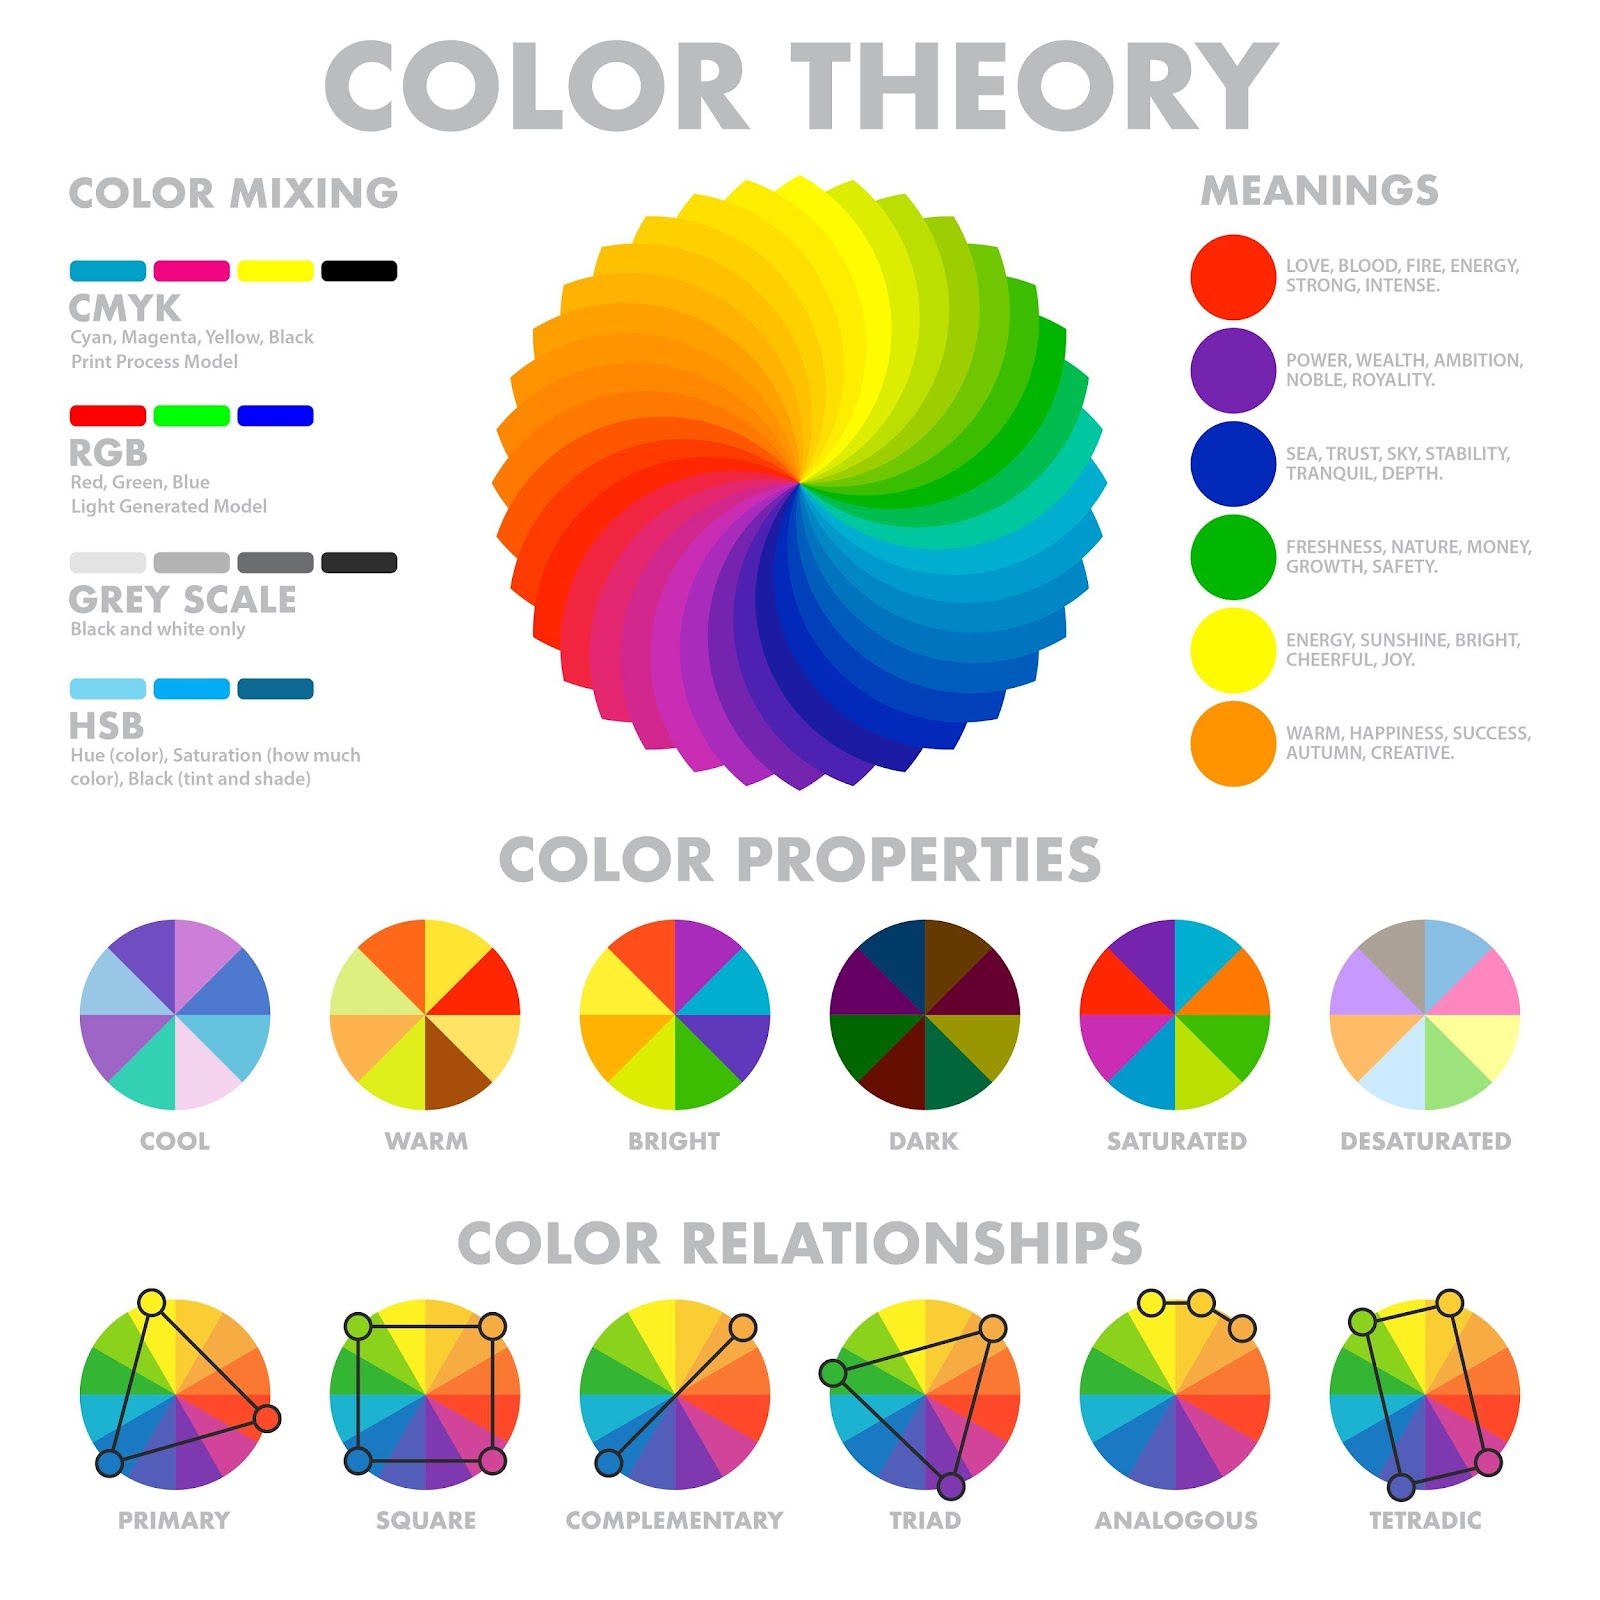 COLOR THEORY
COLOR MIXING
CMYK
Cyan, Magenta, Yellow, Black
Print Process Model
RGB
Red, Green, Blue
Light Generated Model
GREY SCALE
Black and white only
HSB
Hue (color), Saturation (how much
color), Black (tint and shade)
MEANINGS
LOVE, BLOOD, FIRE, ENERGY,
STRONG, INTENSE.
POWER, WEALTH, AMBITION,
NOBLE, ROYALITY.
SEA, TRUST, SKY, STABILITY,
TRANQUIL, DEPTH.
FRESHNESS, NATURE, MONEY,
GROWTH, SAFETY.
ENERGY, SUNSHINE, BRIGHT,
CHEERFUL, JOY.
WARM, HAPPINESS, SUCCESS,
AUTUMN, CREATIVE.
COLOR PROPERTIES
COOL
WARM
BRIGHT
DARK
SATURATED
DESATURATED
COLOR RELATIONSHIPS
PRIMARY
SQUARE
COMPLEMENTARY
TRIAD
ANALOGOUS
TETRADIC